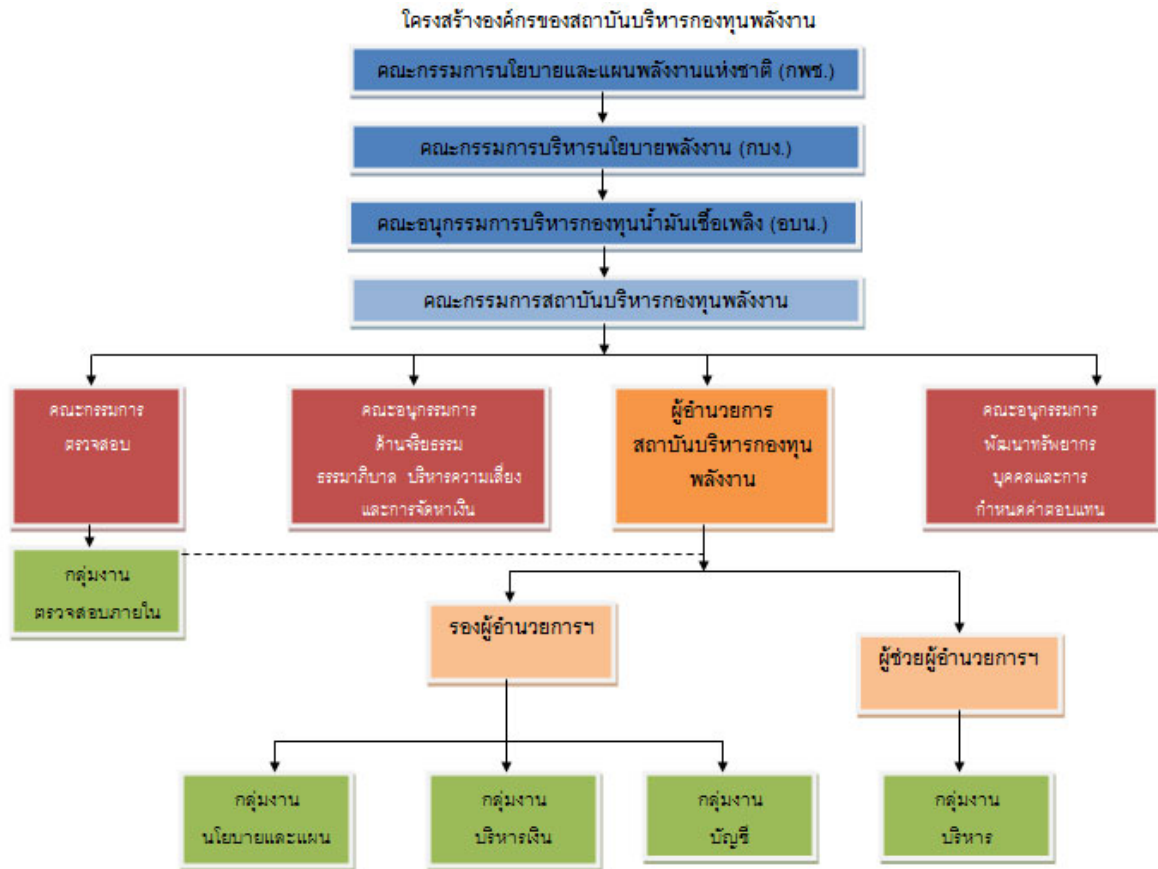 โครงสร้างองค์กรของสถาบันบริหารกองทุนพลังงาน
คณะกรรมการนโยบายและแผนพลังงานแห่งชาติ (กพช.)
คณะกรรมการบริหารนโยบายพลังงาน (กบง.)
คณะอนุกรรมการบริหารกองทุนน้ำมันเชื้อเพลิง (อบน.)
คณะกรรมการสถาบันบริหารกองทุนพลังงาน
คณะกรรมการ
ตรวจสอบ
คณะอนุกรรมการ
ด้านจริยธรรม
ธรรมาภิบาล บริหารความเสี่ยง
และการจัดหาเงิน
ผู้อำนวยการ
สถาบันบริหารกองทุน
พลังงาน
คณะอนุกรรมการ
พัฒนาทรัพยากร
บุคคลและการ
กำหนดค่าตอบแทน
กลุ่มงาน
ตรวจสอบภายใน
รองผู้อำนวยการฯ
ผู้ช่วยผู้อำนวยการฯ
กลุ่มงาน
นโยบายและแผน
กลุ่มงาน
บริหารเงิน
กลุ่มงาน
บัญชี
กลุ่มงาน
บริหาร